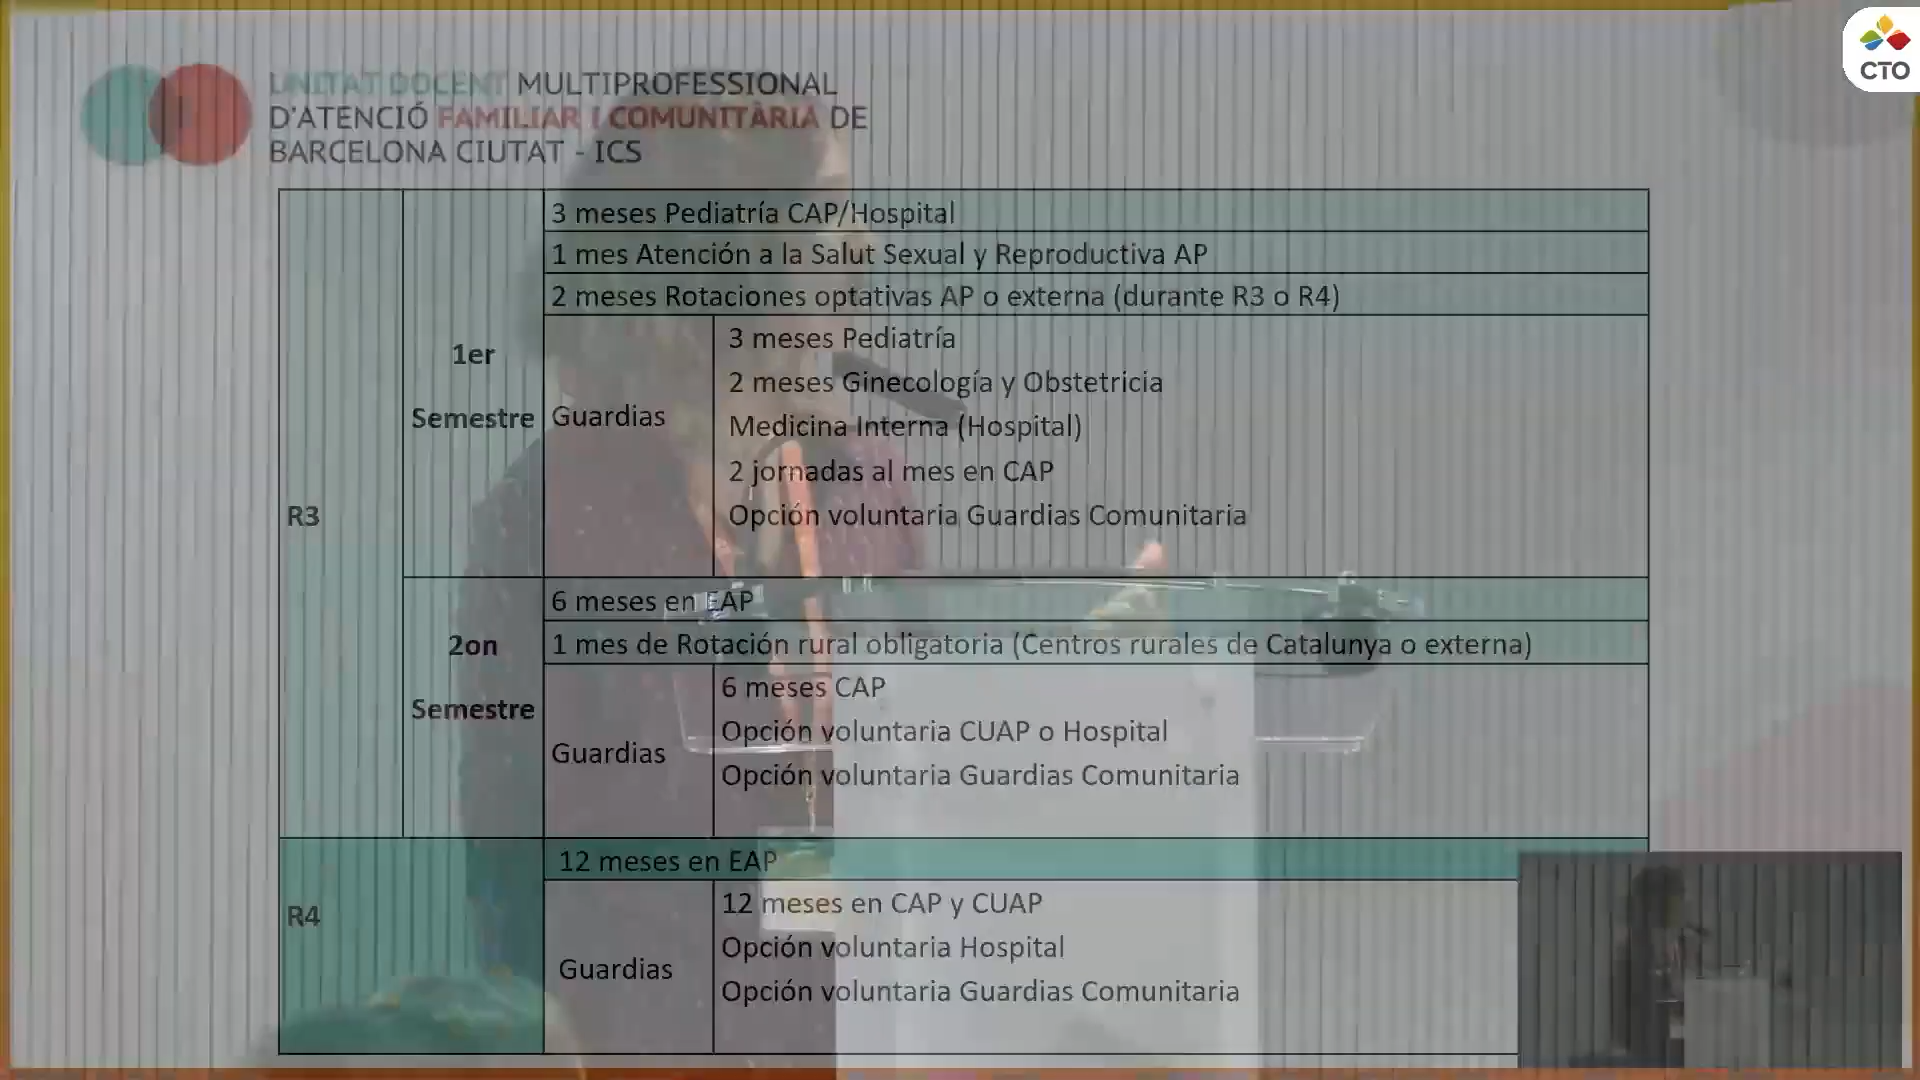 CTO
UNITAT DOCENT MULTIPROFESSIONAL
D'ATENCIÓ FAMILIAR I COMUNITÀRIA DE
BARCELONA CIUTAT - ICS
R3
1er
Semestre
3 meses Pediatría CAP/Hospital
1 mes Atención a la Salut Sexual y Reproductiva AP
2 meses Rotaciones optativas AP o externa (durante R3 o R4)
Guardias
3 meses Pediatría
2 meses Ginecología y Obstetricia
Medicina Interna (Hospital)
2 jornadas al mes en CAP
Opción voluntaria Guardias Comunitaria
2on
Semestre
6 meses en EAP
1 mes de Rotación rural obligatoria (Centros rurales de Catalunya o externa)
Guardias
6 meses CAP
Opción voluntaria CUAP o Hospital
Opción voluntaria Guardias Comunitaria
R4
12 meses en EAP
Guardias
12 meses en CAP y CUAP
Opción voluntaria Hospital
Opción voluntaria Guardias Comunitaria